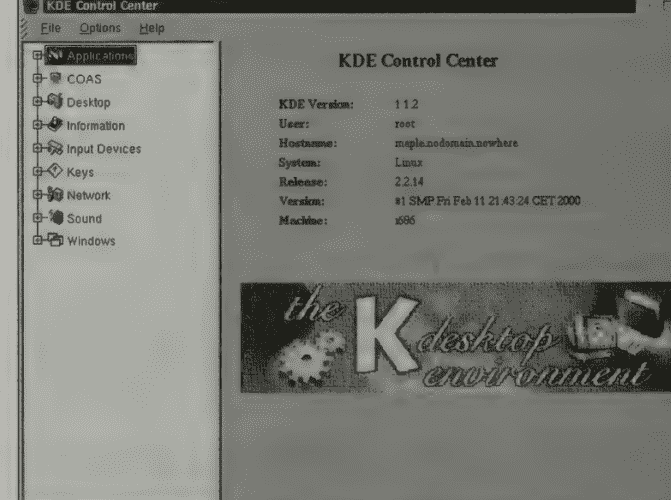 KDE Control Center
File Options Help
Applications
COAS
Desktop
Information
Input Devices
Keys
Network
Sound
Windows
KDE Control Center
KDE Version: 1.1.2
User: root
Hostname: maple.nodomain.nowhere
System: Linux
Release: 2.2.14
Version: #1 SMP Fri Feb 11 21:43:24 CET 2000
Machine: i686
the
K desktop
environment